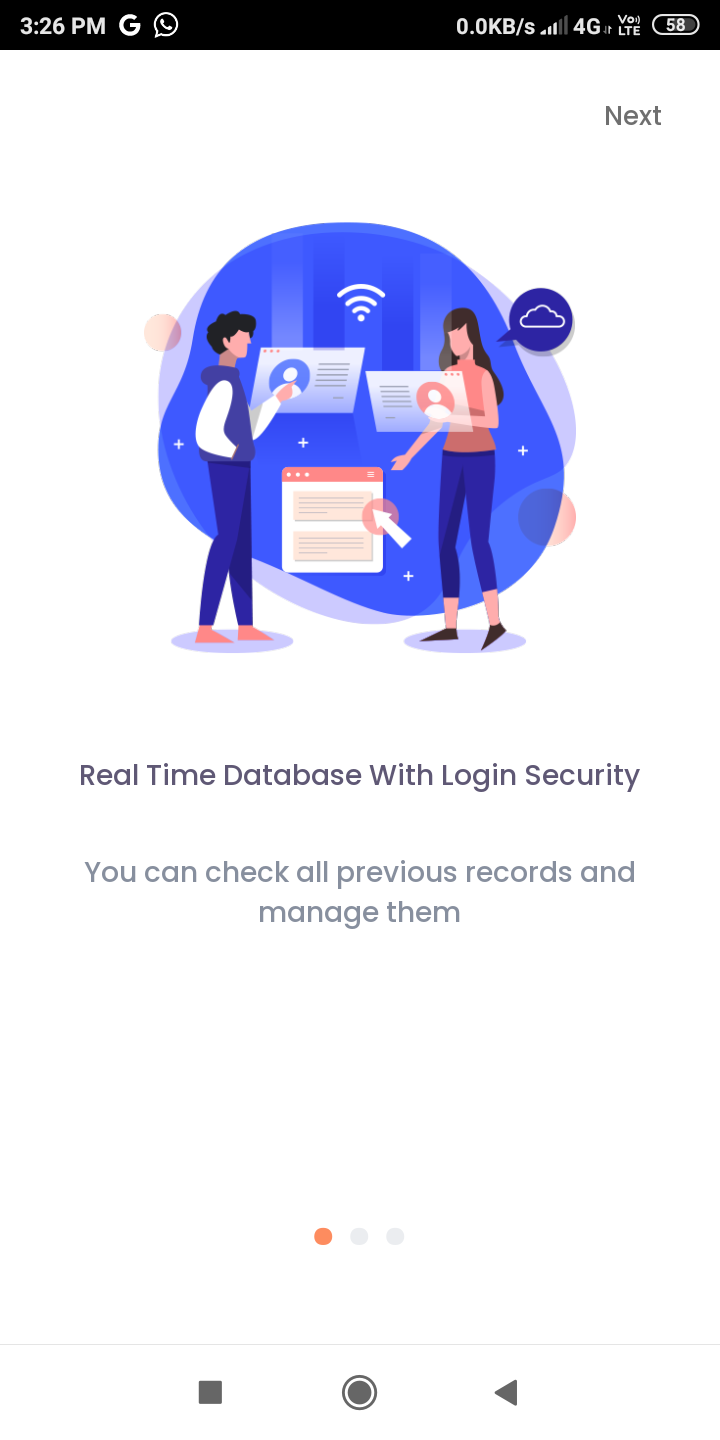 3:26 PM 0.0KB/s 4G Vo) LTE 58
Next
Real Time Database With Login Security
You can check all previous records and
manage them